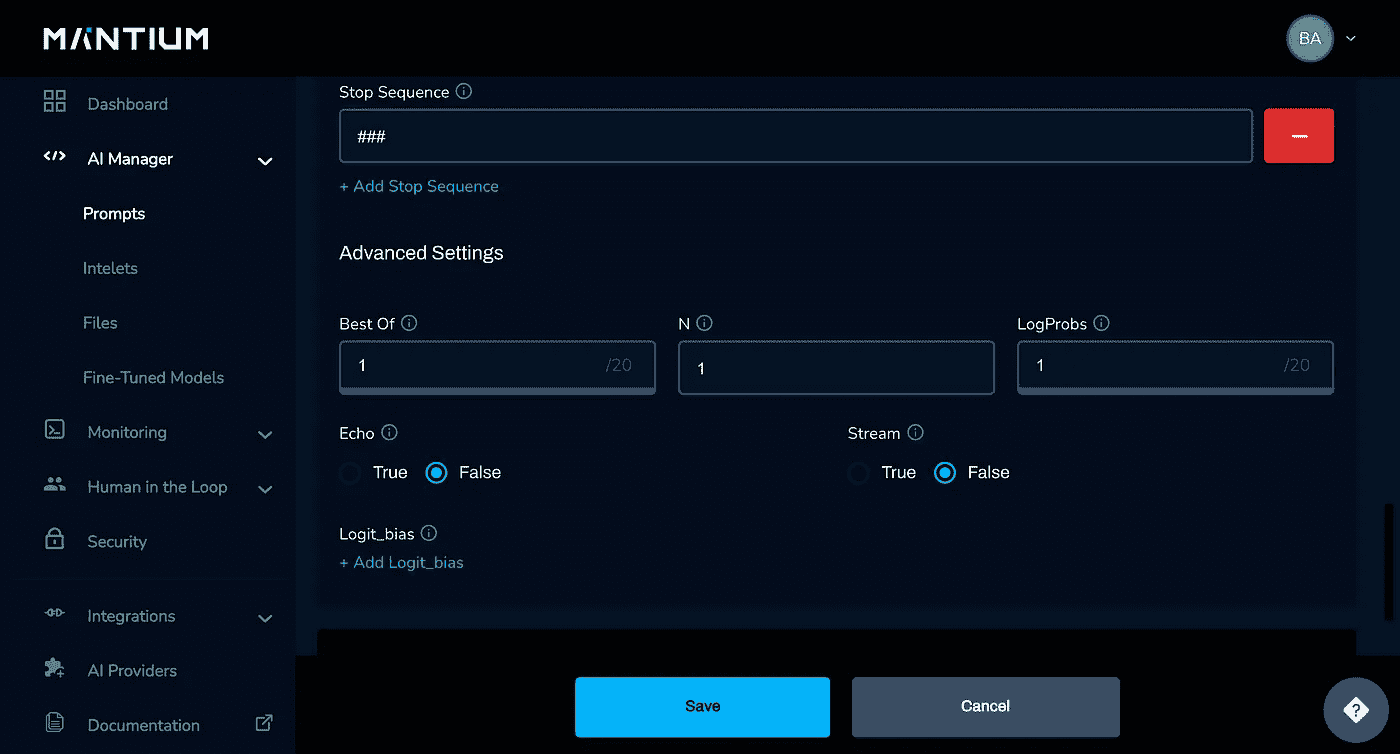 MANTIUM
BA
Dashboard
AI Manager
Prompts
Intelets
Files
Fine-Tuned Models
Monitoring
Human in the Loop
Security
Integrations
AI Providers
Documentation
Stop Sequence
###
+ Add Stop Sequence
Advanced Settings
Best Of N LogProbs
1 /20 1 1 /20
Echo Stream
True False True False
Logit_bias
+ Add Logit_bias
Save Cancel
?